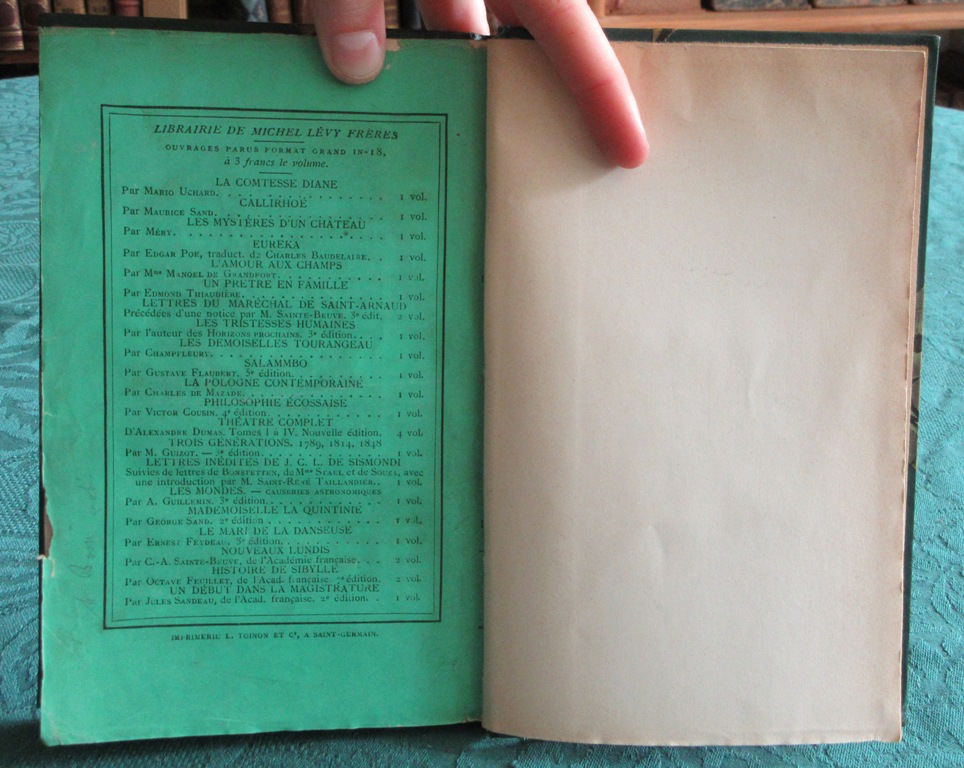 LIBRAIRIE DE MICHEL LÉVY FRÈRES
OUVRAGES PARUS FORMAT GRAND IN-18,
à 3 francs le volume.
LA COMTESSE DIANE
Par Mario Uchard. . . . . . . . . . . . . . . . 1 vol.
CALLIRHOÉ
Par Maurice Sand. . . . . . . . . . . . . . . . 1 vol.
LES MYSTÈRES D'UN CHATEAU
Par Méry. . . . . . . . . . . . . . . . . . . . 1 vol.
EUREKA
Par Edgar Poe, traduct. de Charles Baudelaire. . 1 vol.
L'AMOUR AUX CHAMPS
Par Mme Manoel de Grandfort. . . . . . . . . . . 1 vol.
UN PRETRE EN FAMILLE
Par Edmond Thiaudière. . . . . . . . . . . . . . 1 vol.
LETTRES DU MARÉCHAL DE SAINT-ARNAUD
Précédées d'une notice par M. Sainte-Beuve. 3e édit. 2 vol.
LES TRISTESSES HUMAINES
Par l'auteur des Horizons prochains. 3e édition. . . 1 vol.
LES DEMOISELLES TOURANGEAU
Par Champfleury. . . . . . . . . . . . . . . . . 1 vol.
SALAMMBO
Par Gustave Flaubert. 5e édition. . . . . . . . . 1 vol.
LA POLOGNE CONTEMPORAINE
Par Charles de Mazade. . . . . . . . . . . . . . 1 vol.
PHILOSOPHIE ÉCOSSAISE
Par Victor Cousin. 4e édition. . . . . . . . . . 1 vol.
THÉATRE COMPLET
D'Alexandre Dumas. Tomes I à IV. Nouvelle édition. 4 vol.
TROIS GÉNÉRATIONS. 1789, 1814, 1848
Par M. Guizot. — 3e édition. . . . . . . . . . . 1 vol.
LETTRES INÉDITES DE J. C. L. DE SISMONDI
Suivies de lettres de Bonstetten, de Mmes Stael et de Souza, avec
une introduction par M. Saint-René Taillandier. . 1 vol.
LES MONDES. — CAUSERIES ASTRONOMIQUES
Par A. Guillemin. 3e édition. . . . . . . . . . . 1 vol.
MADEMOISELLE LA QUINTINIE
Par George Sand. 2e édition . . . . . . . . . . . 1 vol.
LE MARI DE LA DANSEUSE
Par Ernest Feydeau. 3e édition. . . . . . . . . . 1 vol.
NOUVEAUX LUNDIS
Par C.-A. Sainte-Beuve, de l'Académie française. . . 2 vol.
HISTOIRE DE SIBYLLE
Par Octave Feuillet, de l'Acad. française. 7e édition. 2 vol.
UN DÉBUT DANS LA MAGISTRATURE
Par Jules Sandeau, de l'Acad. française. 2e édition. . 1 vol.
IMPRIMERIE L. TOINON ET Ce, A SAINT-GERMAIN.